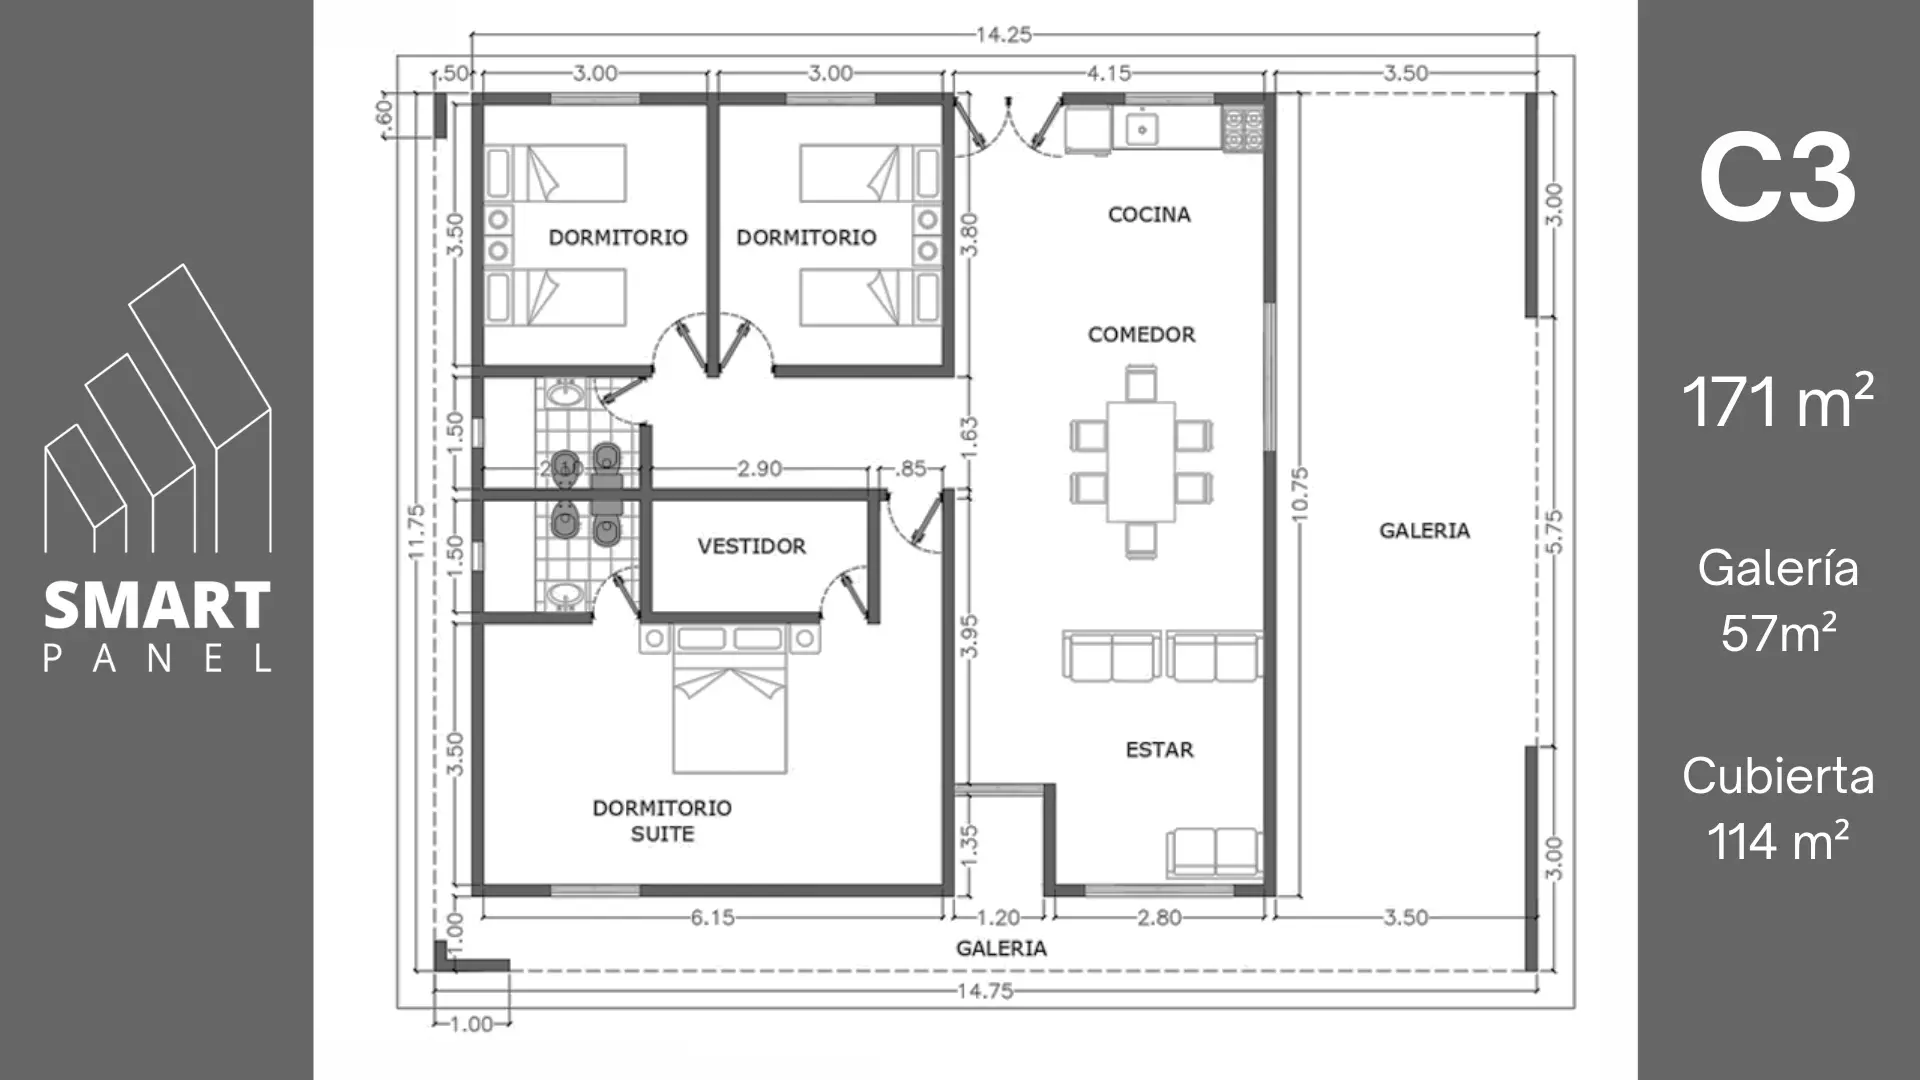 SMART
PANEL
14.25
.50
3.00
3.00
4.15
3.50
.60
3.50
DORMITORIO
DORMITORIO
3.80
COCINA
3.00
COMEDOR
1.50
1.63
2.90
.85
11.75
1.50
VESTIDOR
10.75
GALERIA
5.75
3.95
3.50
ESTAR
DORMITORIO
SUITE
1.35
3.00
6.15
1.20
2.80
3.50
1.00
GALERIA
14.75
1.00
C3
171 m²
Galería
57m²
Cubierta
114 m²